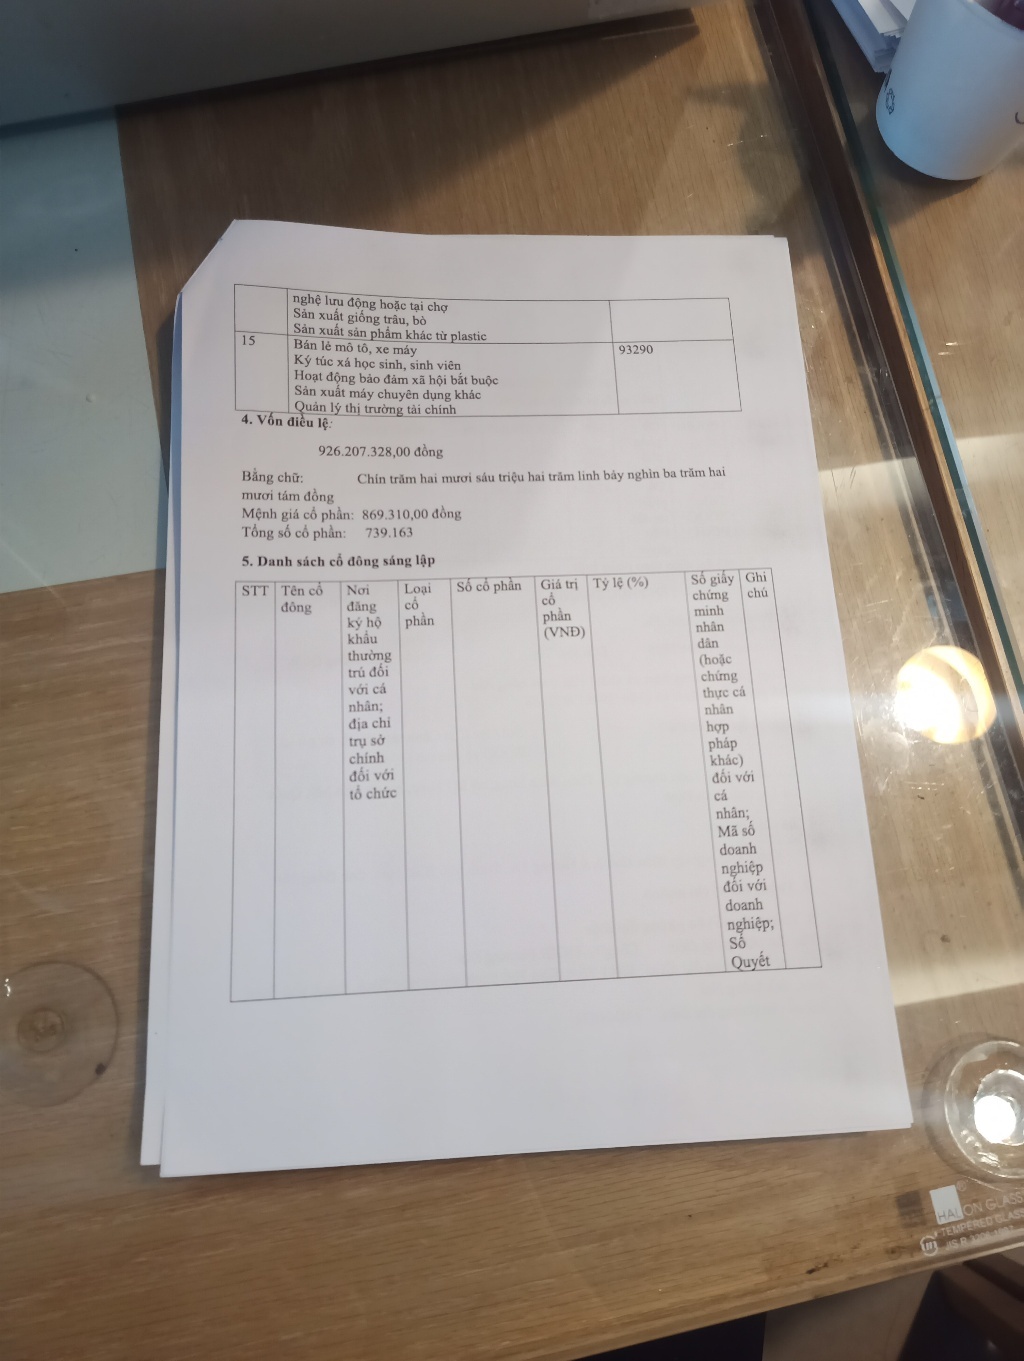 nghệ lưu động hoặc tại chợ
Sản xuất giống trâu, bò
Sản xuất sản phẩm khác từ plastic
15 Bán lẻ mô tô, xe máy 93290
Ký túc xá học sinh, sinh viên
Hoạt động bảo đảm xã hội bắt buộc
Sản xuất máy chuyên dụng khác
Quản lý thị trường tài chính
4. Vốn điều lệ:
926.207.328,00 đồng
Bằng chữ: Chín trăm hai mươi sáu triệu hai trăm linh bảy nghìn ba trăm hai
mươi tám đồng
Mệnh giá cổ phần: 869.310,00 đồng
Tổng số cổ phần: 739.163
5. Danh sách cổ đông sáng lập
STT
Tên cổ
đông
Nơi
đăng
ký hộ
khẩu
thường
trú đối
với cá
nhân;
địa chỉ
trụ sở
chính
đối với
tổ chức
Loại
cổ
phần
Số cổ phần
Giá trị
cổ
phần
(VNĐ)
Tỷ lệ (%)
Số giấy
chứng
minh
nhân
dân
(hoặc
chứng
thực cá
nhân
hợp
pháp
khác)
đối với
cá
nhân;
Mã số
doanh
nghiệp
đối với
doanh
nghiệp;
Số
Quyết
Ghi
chú
TEMPERED GLASS